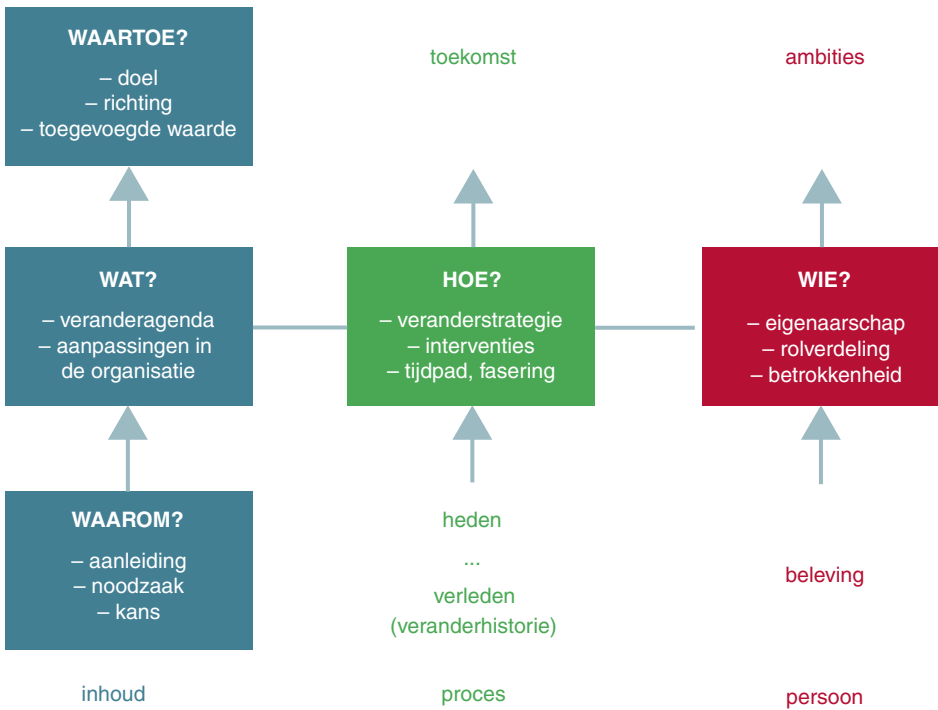 WAARTOE?
– doel
– richting
– toegevoegde waarde
toekomst
ambities
WAT?
– veranderagenda
– aanpassingen in
de organisatie
HOE?
– veranderstrategie
– interventies
– tijdpad, fasering
WIE?
– eigenaarschap
– rolverdeling
– betrokkenheid
WAAROM?
– aanleiding
– noodzaak
– kans
heden
...
verleden
(veranderhistorie)
beleving
inhoud
proces
persoon